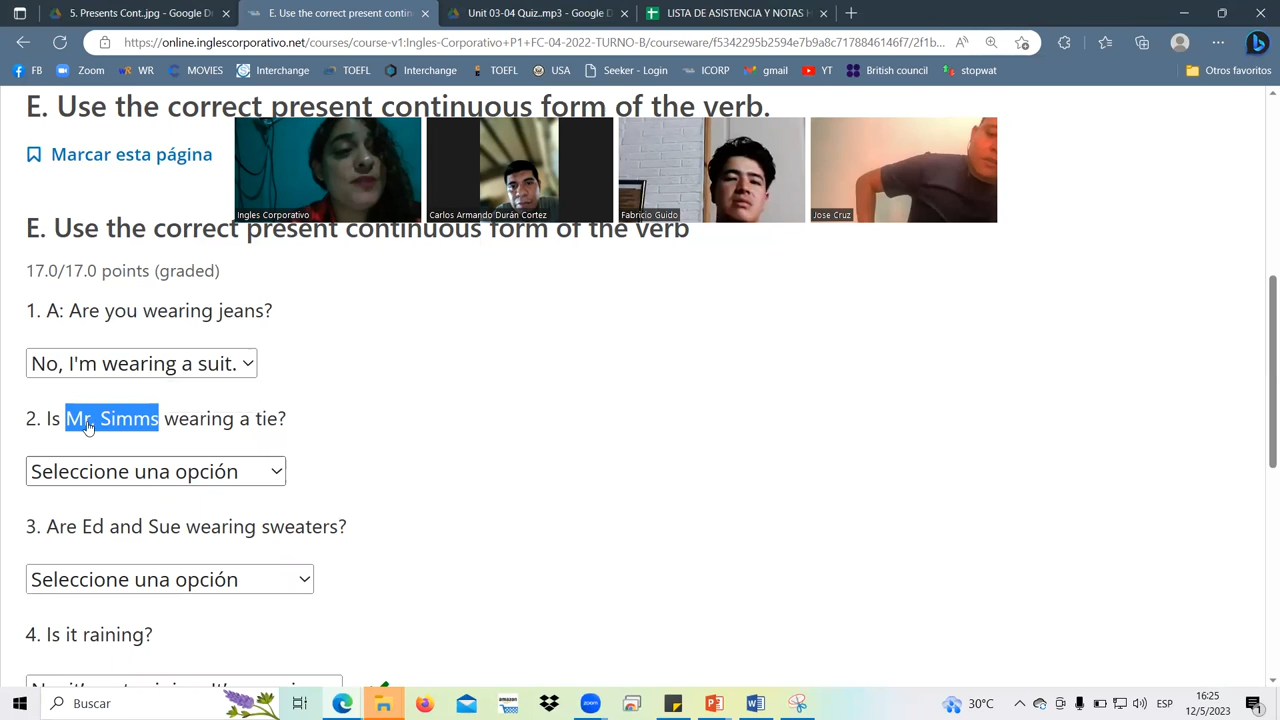 5. Presents Cont..jpg - Google Dr
E. Use the correct present contin
Unit 03-04 Quiz..mp3 - Google D
LISTA DE ASISTENCIA Y NOTAS H
https://online.inglescorporativo.net/courses/course-v1:Ingles-Corporativo+P1+FC-04-2022-TURNO-B/courseware/f5342295b2594e7b9a8c7178846146f7/2f1b...
FB
Zoom
WR
MOVIES
Interchange
TOEFL
Interchange
TOEFL
USA
Seeker - Login
ICORP
gmail
YT
British council
stopwat
Otros favoritos
E. Use the correct present continuous form of the verb.
Marcar esta página
Ingles Corporativo
Carlos Armando Durán Cortez
Fabricio Guido
Jose Cruz
E. Use the correct present continuous form of the verb
17.0/17.0 points (graded)
1. A: Are you wearing jeans?
No, I'm wearing a suit.
2. Is Mr. Simms wearing a tie?
Seleccione una opción
3. Are Ed and Sue wearing sweaters?
Seleccione una opción
4. Is it raining?
Buscar
30°C
ESP
16:25
12/5/2023